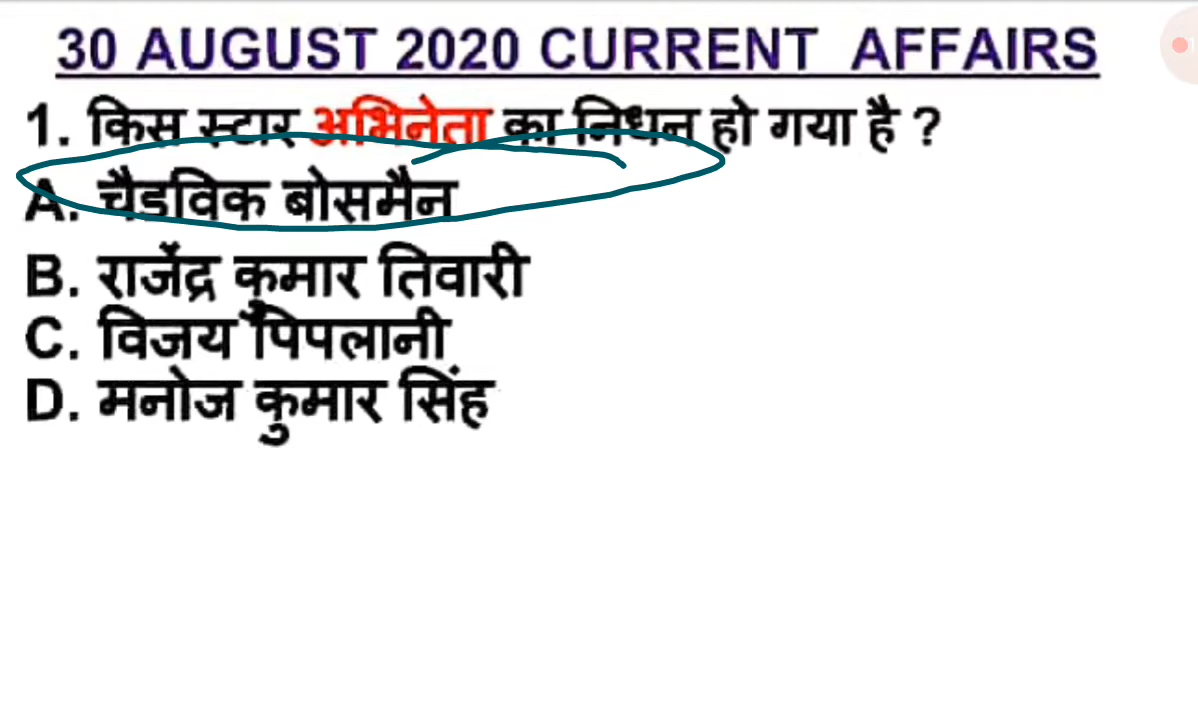 30 AUGUST 2020 CURRENT AFFAIRS
1. किस स्टार अभिनेता का निधन हो गया है ?
A. चैडविक बोसमैन
B. राजेंद्र कुमार तिवारी
C. विजय पिपलानी
D. मनोज कुमार सिंह